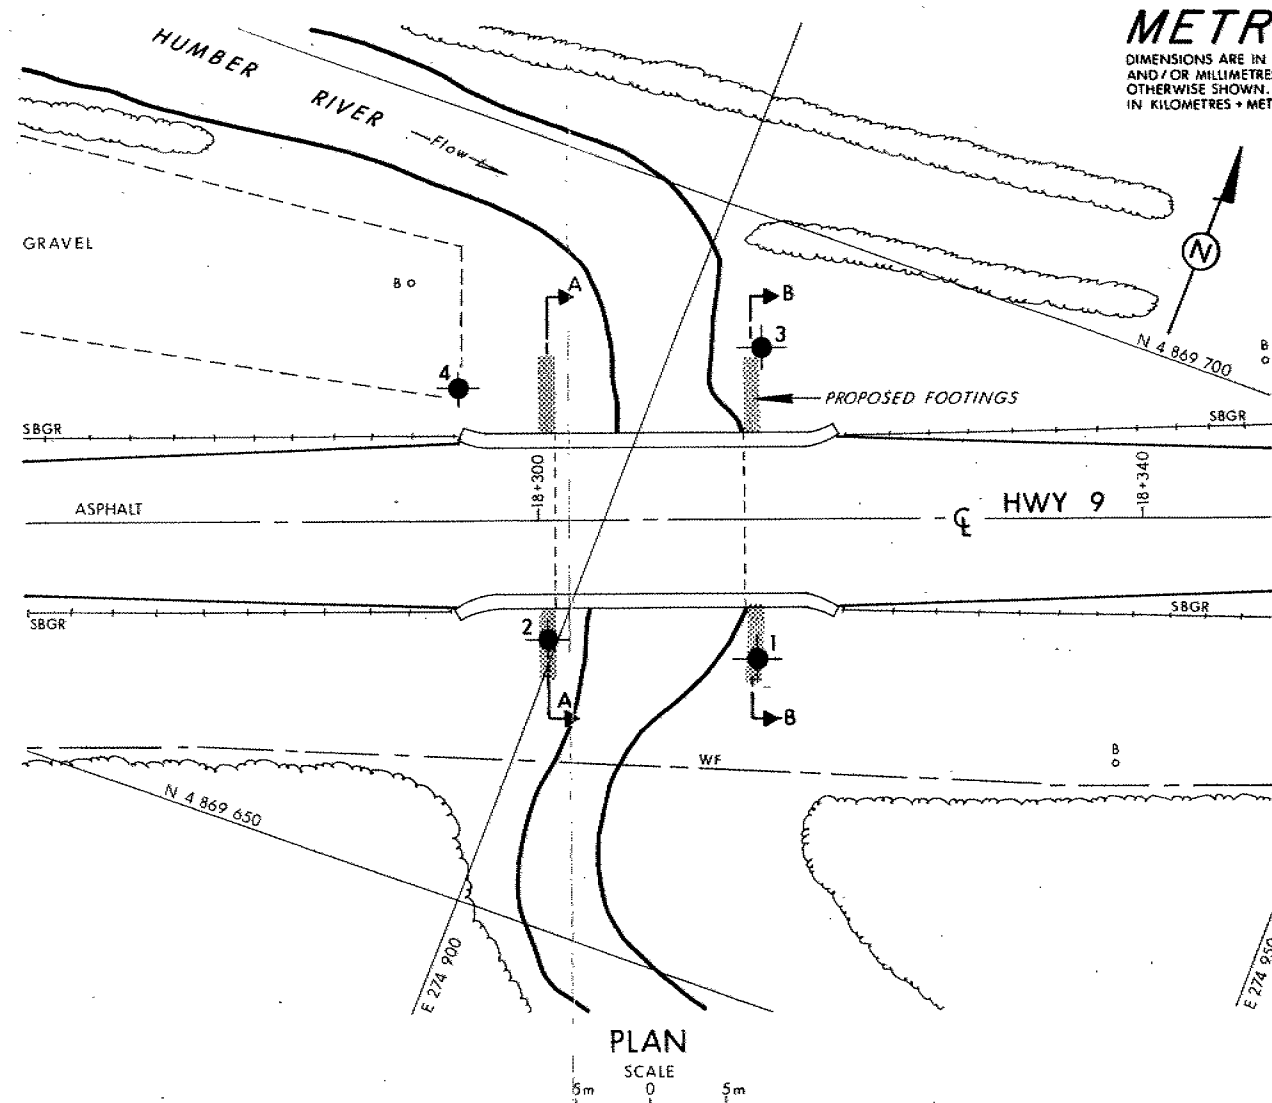 METR
DIMENSIONS ARE IN
AND/OR MILLIMETRE
OTHERWISE SHOWN.
IN KILOMETRES + MET
HUMBER
RIVER
Flow
N
GRAVEL
B
A
B
3
B
N 4 869 700
4
PROPOSED FOOTINGS
SBGR
SBGR
18+300
18+340
ASPHALT
HWY 9
SBGR
SBGR
2
1
A
B
B
WF
N 4 869 650
E 274 900
E 274 950
PLAN
SCALE
5m 0 5m